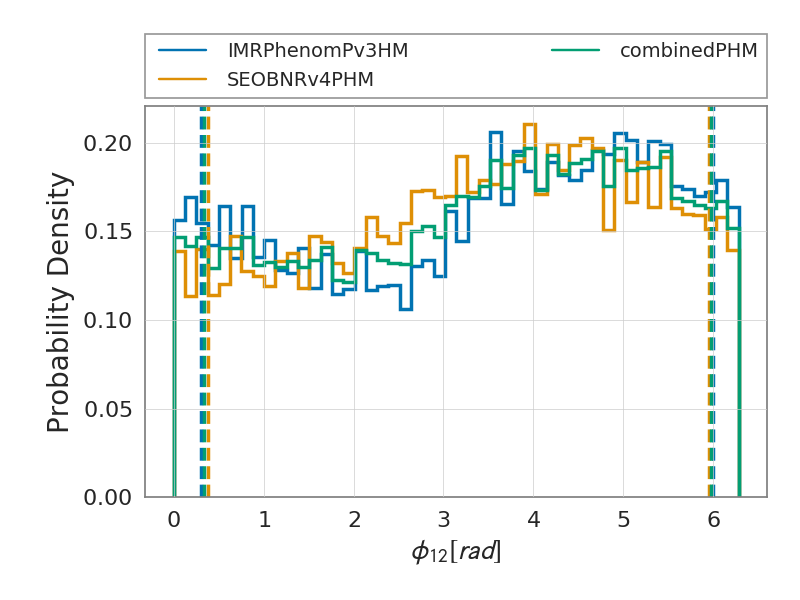 IMRPhenomPv3HM
combinedPHM
SEOBNRv4PHM
Probability Density
0.20
0.15
0.10
0.05
0.00
0 1 2 3 4 5 6
ϕ₁₂[rad]